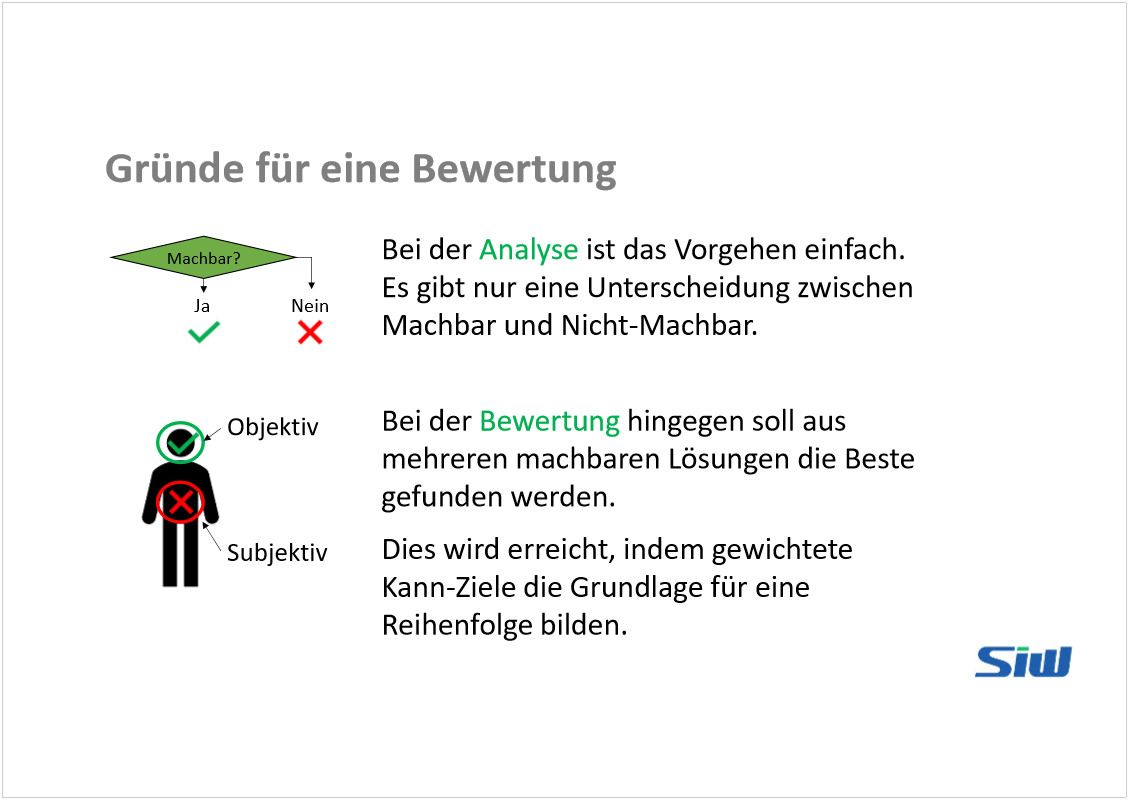 Gründe für eine Bewertung
Machbar?
Ja
Nein
Bei der Analyse ist das Vorgehen einfach.
Es gibt nur eine Unterscheidung zwischen
Machbar und Nicht-Machbar.
Objektiv
Subjektiv
Bei der Bewertung hingegen soll aus
mehreren machbaren Lösungen die Beste
gefunden werden.
Dies wird erreicht, indem gewichtete
Kann-Ziele die Grundlage für eine
Reihenfolge bilden.
SiW